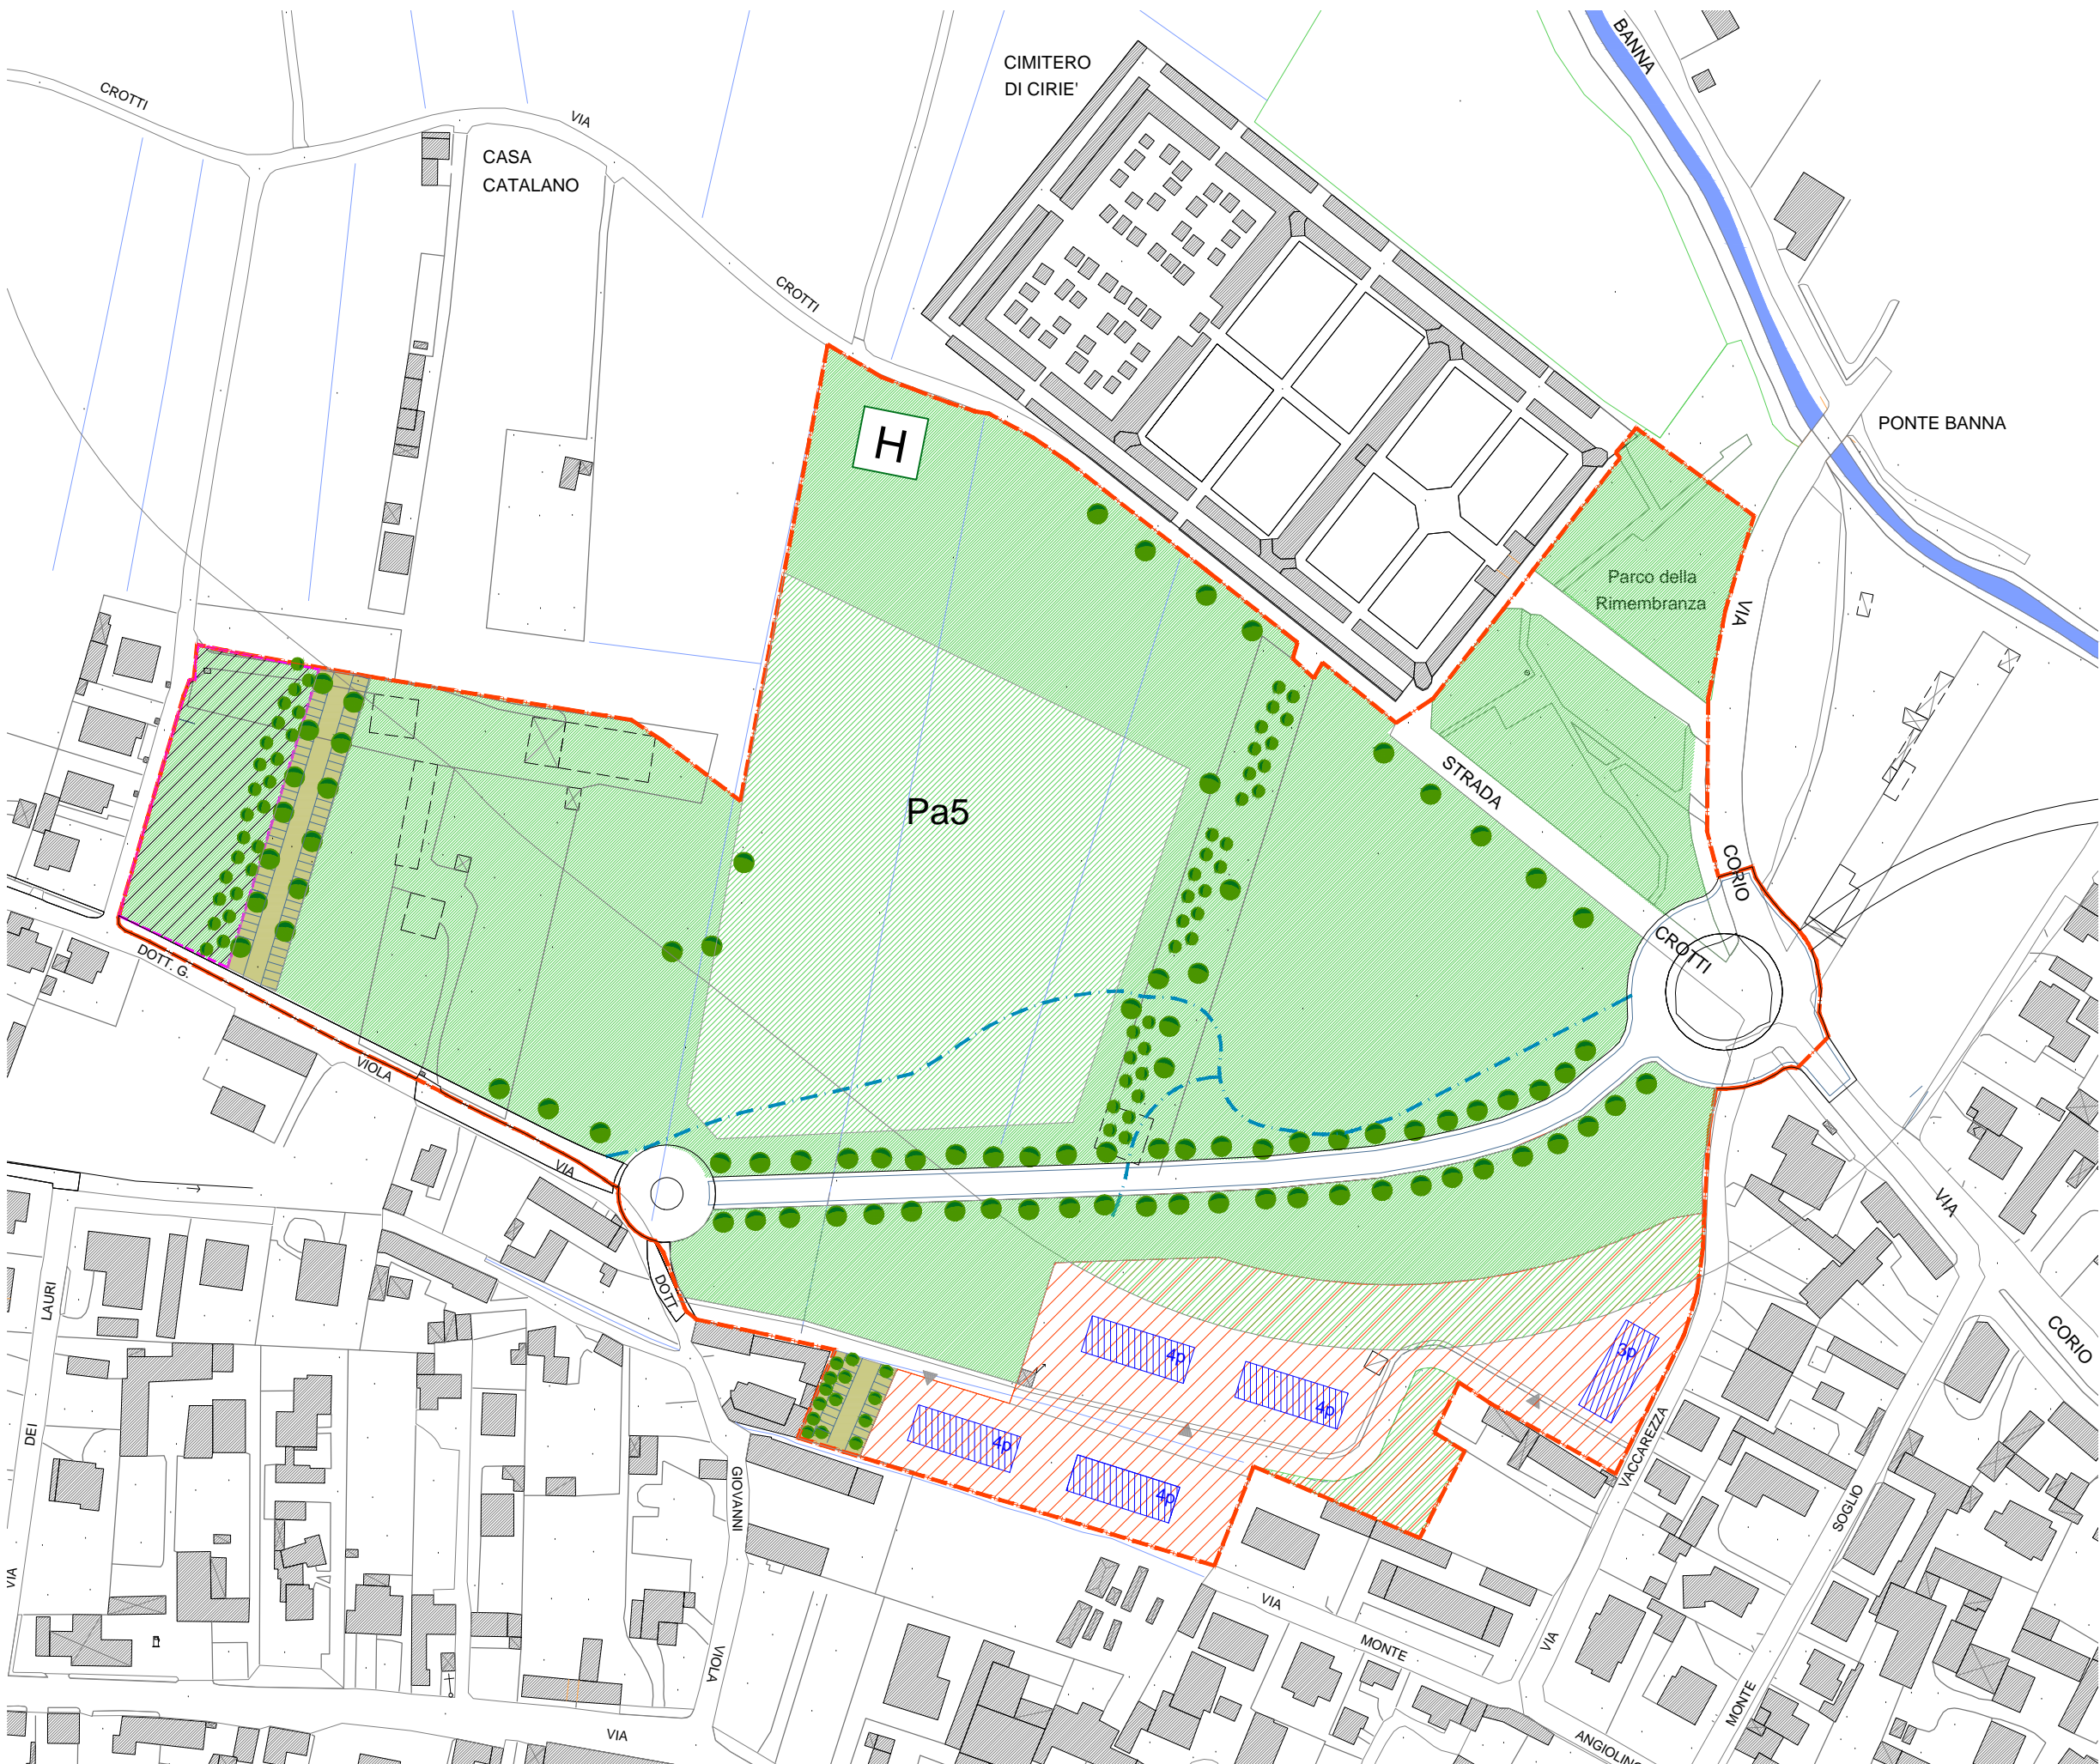 BANNA
CIMITERO
DI CIRIE'
CROTTI
VIA
CASA
CATALANO
CROTTI
PONTE BANNA
H
Parco della
Rimembranza
VIA
STRADA
Pa5
CORIO
CROTTI
DOTT. G.
VIOLA
VIA
DOTT.
VIA
CORIO
LAURI
DEI
VIA
4p
3p
4p
4p
4p
GIOVANNI
VIOLA
VACCAREZZA
SOGLIO
VIA
MONTE
VIA
MONTE
VIA
ANGIOLINO